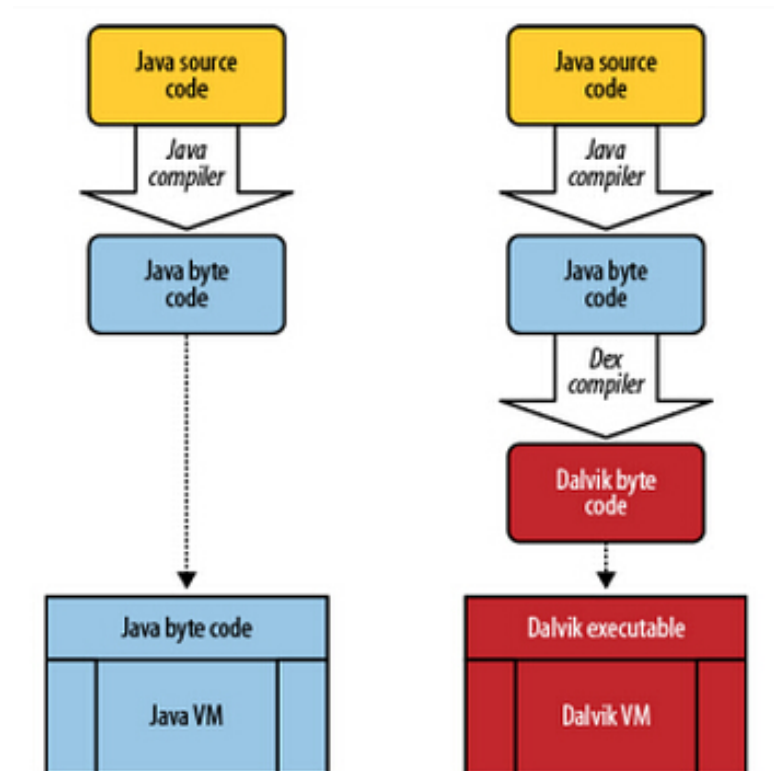 Java source
code
Java
compiler
Java byte
code
Java byte code
Java VM
Java source
code
Java
compiler
Java byte
code
Dex
compiler
Dalvik byte
code
Dalvik executable
Dalvik VM